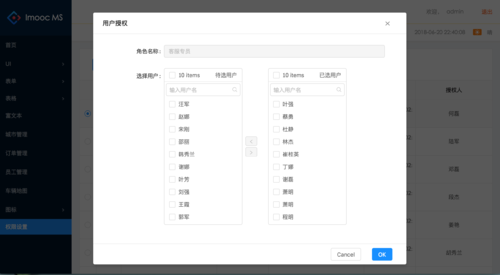 Imooc MS
首页
UI
表单
表格
富文本
城市管理
订单管理
员工管理
车辆地图
图标
权限设置
用户授权
角色名称:
客服专员
选择用户:
10 items 待选用户
输入用户名
汪军
赵娜
宋刚
邵丽
韩秀兰
谢娜
叶芳
刘强
王霞
郭军
10 items 已选用户
输入用户名
叶强
蔡勇
杜静
林杰
崔桂英
丁娜
谢磊
萧明
萧明
程明
Cancel
OK
admin
授权人